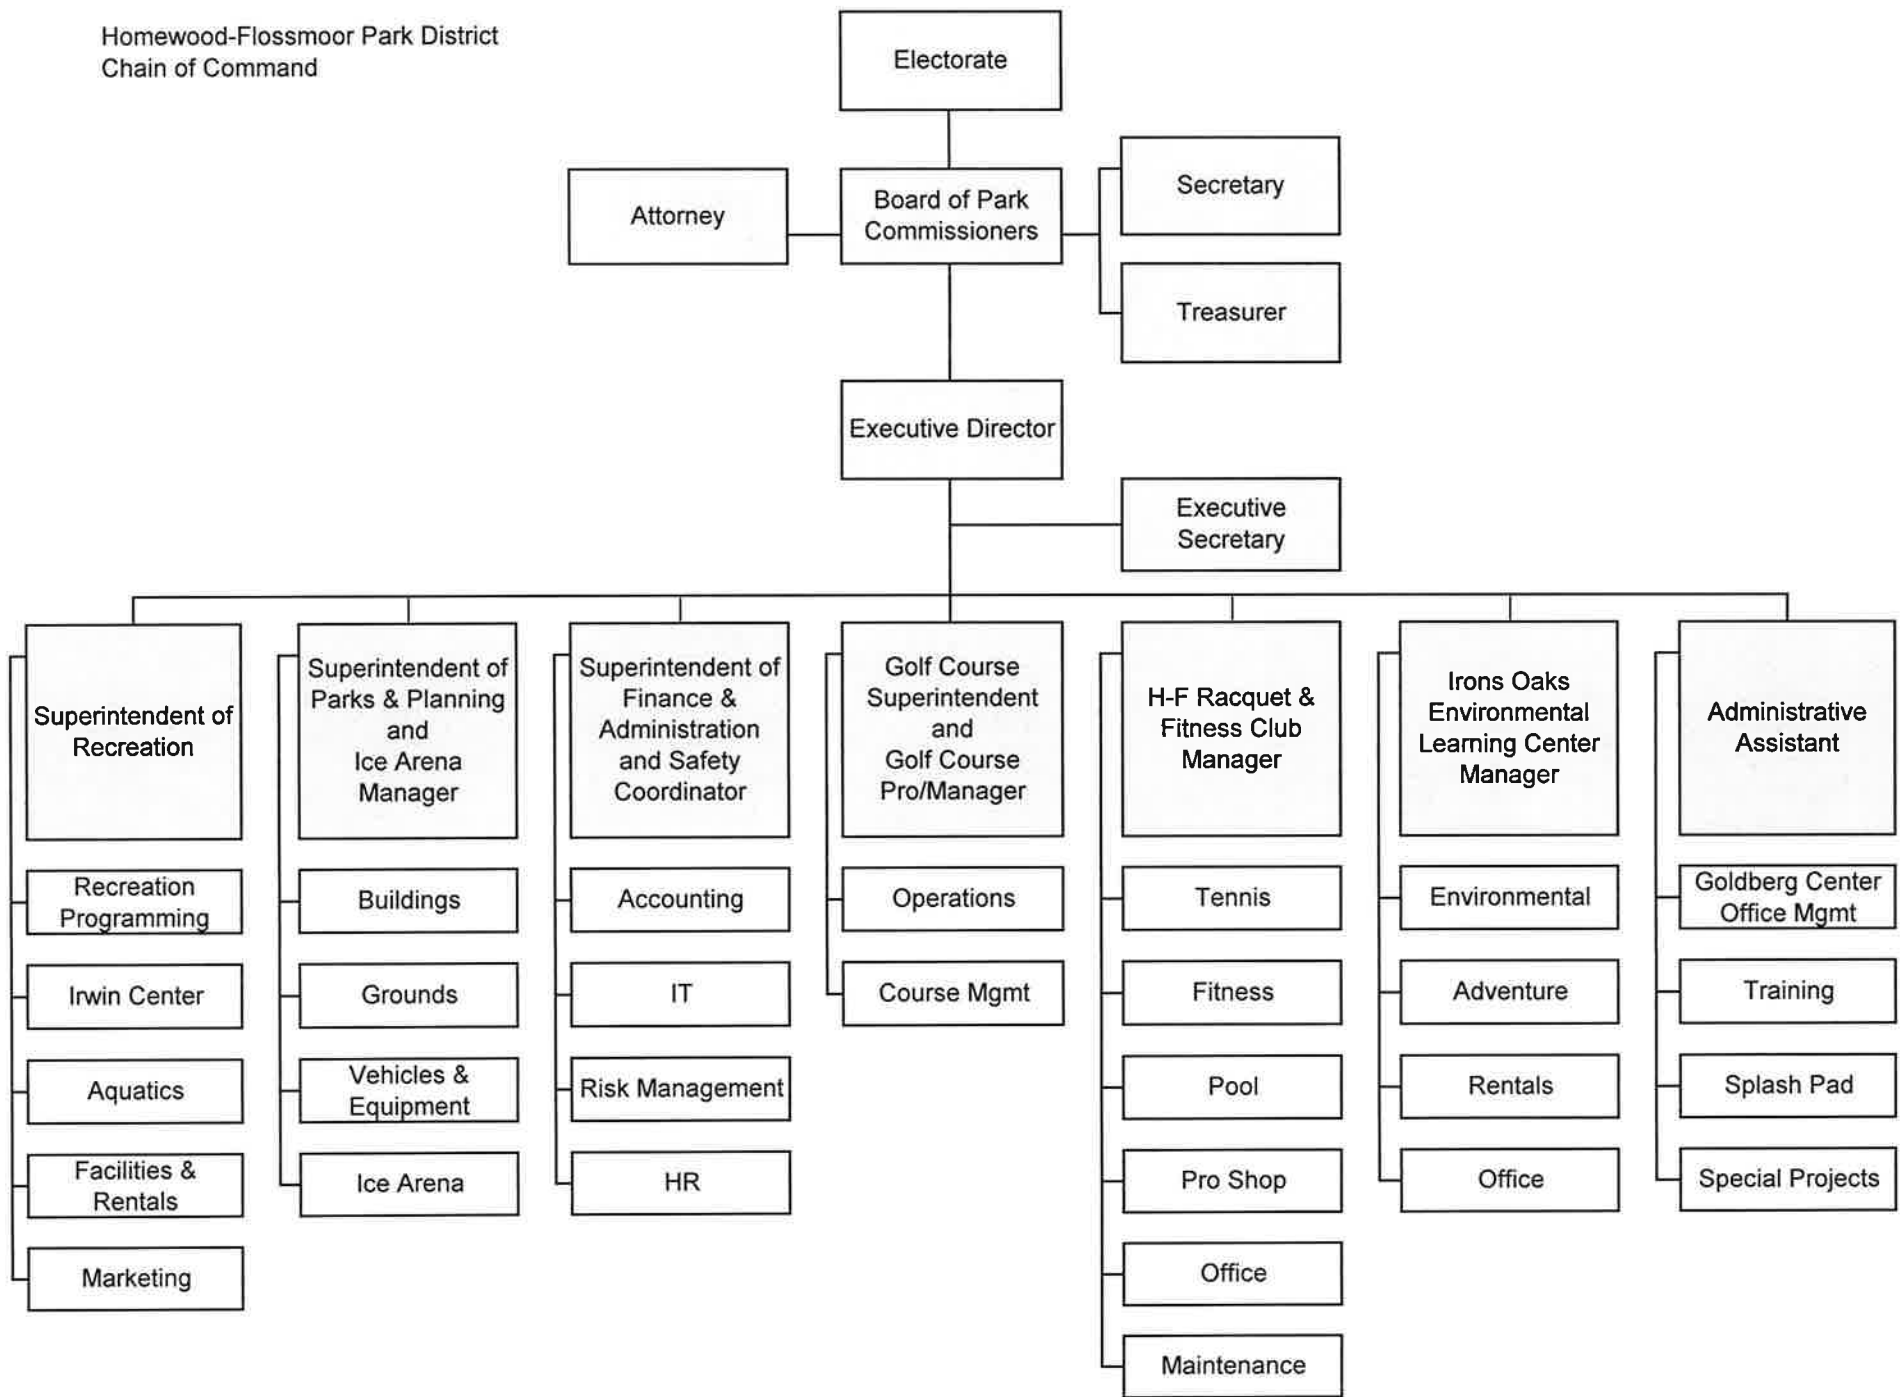 Homewood-Flossmoor Park District
Chain of Command
Electorate
Attorney
Board of Park
Commissioners
Secretary
Treasurer
Executive Director
Executive
Secretary
Superintendent of
Recreation
Recreation
Programming
Irwin Center
Aquatics
Facilities &
Rentals
Marketing
Superintendent of
Parks & Planning
and
Ice Arena
Manager
Buildings
Grounds
Vehicles &
Equipment
Ice Arena
Superintendent of
Finance &
Administration
and Safety
Coordinator
Accounting
IT
Risk Management
HR
Golf Course
Superintendent
and
Golf Course
Pro/Manager
Operations
Course Mgmt
H-F Racquet &
Fitness Club
Manager
Tennis
Fitness
Pool
Pro Shop
Office
Maintenance
Irons Oaks
Environmental
Learning Center
Manager
Environmental
Adventure
Rentals
Office
Administrative
Assistant
Goldberg Center
Office Mgmt
Training
Splash Pad
Special Projects